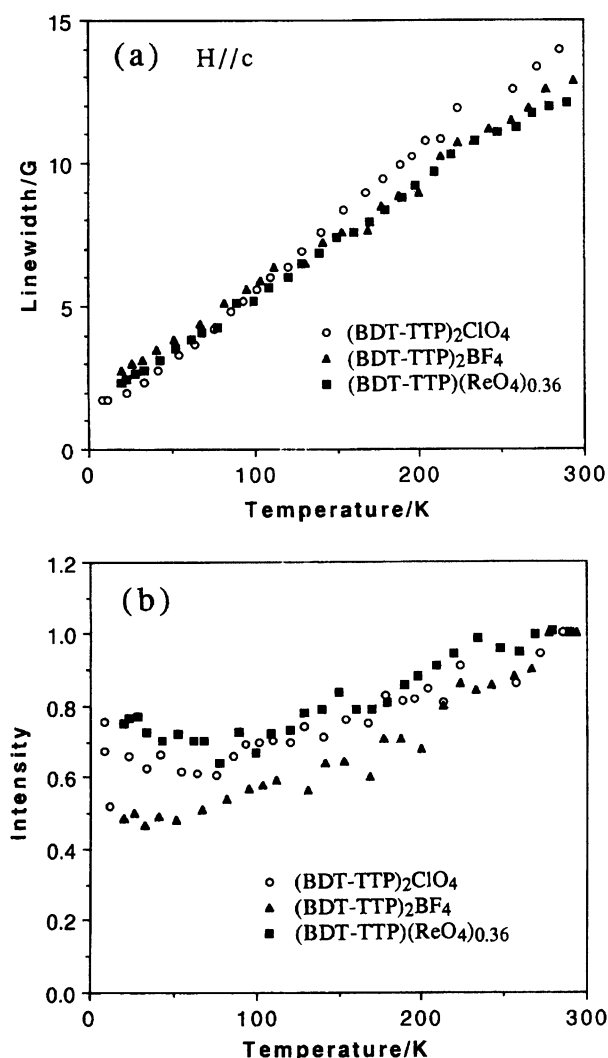 (a) H//c
15
10
5
0
Linewidth/G
○ (BDT-TTP)2ClO4
▲ (BDT-TTP)2BF4
■ (BDT-TTP)(ReO4)0.36
0 100 200 300
Temperature/K
(b)
1.2
1.0
0.8
0.6
0.4
0.2
0.0
Intensity
○ (BDT-TTP)2ClO4
▲ (BDT-TTP)2BF4
■ (BDT-TTP)(ReO4)0.36
0 100 200 300
Temperature/K